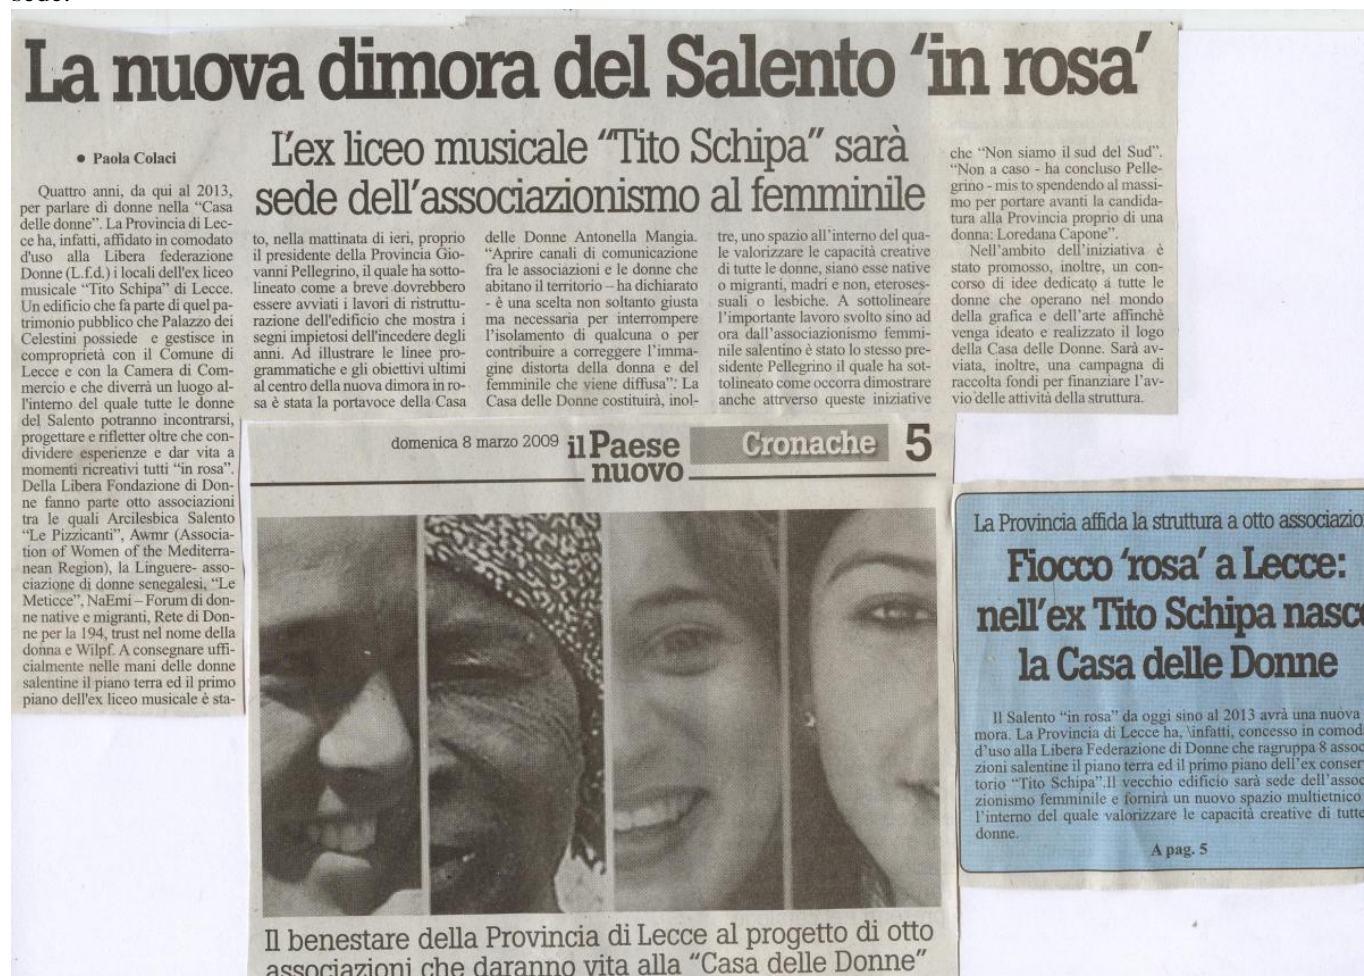 sede.
La nuova dimora del Salento ‘in rosa’
L'ex liceo musicale “Tito Schipa” sarà
sede dell'associazionismo al femminile
• Paola Colaci
Quattro anni, da qui al 2013,
per parlare di donne nella “Casa
delle donne”. La Provincia di Lec-
ce ha, infatti, affidato in comodato
d'uso alla Libera federazione
Donne (L.f.d.) i locali dell'ex liceo
musicale “Tito Schipa” di Lecce.
Un edificio che fa parte di quel pa-
trimonio pubblico che Palazzo dei
Celestini possiede e gestisce in
comproprietà con il Comune di
Lecce e con la Camera di Com-
mercio e che diverrà un luogo al-
l'interno del quale tutte le donne
del Salento potranno incontrarsi,
progettare e rifletter oltre che con-
dividere esperienze e dar vita a
momenti ricreativi tutti “in rosa”.
Della Libera Fondazione di Don-
ne fanno parte otto associazioni
tra le quali Arcilesbica Salento
“Le Pizzicanti”, Awmr (Associa-
tion of Women of the Mediterra-
nean Region), la Linguere- asso-
ciazione di donne senegalesi, “Le
Meticce”, NaEmi – Forum di don-
ne native e migranti, Rete di Don-
ne per la 194, trust nel nome della
donna e Wilpf. A consegnare uffi-
cialmente nelle mani delle donne
salentine il piano terra ed il primo
piano dell'ex liceo musicale è sta-
to, nella mattinata di ieri, proprio
il presidente della Provincia Gio-
vanni Pellegrino, il quale ha sotto-
lineato come a breve dovrebbero
essere avviati i lavori di ristruttu-
razione dell'edificio che mostra i
segni impietosi dell'incedere degli
anni. Ad illustrare le linee pro-
grammatiche e gli obiettivi ultimi
al centro della nuova dimora in ro-
sa è stata la portavoce della Casa
delle Donne Antonella Mangia.
“Aprire canali di comunicazione
fra le associazioni e le donne che
abitano il territorio – ha dichiarato
- è una scelta non soltanto giusta
ma necessaria per interrompere
l'isolamento di qualcuna o per
contribuire a correggere l'imma-
gine distorta della donna e del
femminile che viene diffusa”. La
Casa delle Donne costituirà, inol-
tre, uno spazio all'interno del qua-
le valorizzare le capacità creative
di tutte le donne, siano esse native
o migranti, madri e non, eteroses-
suali o lesbiche. A sottolineare
l'importante lavoro svolto sino ad
ora dall'associazionismo femmi-
nile salentino è stato lo stesso pre-
sidente Pellegrino il quale ha sot-
tolineato come occorra dimostrare
anche attrverso queste iniziative
che “Non siamo il sud del Sud”.
“Non a caso - ha concluso Pelle-
grino - mis to spendendo al massi-
mo per portare avanti la candida-
tura alla Provincia proprio di una
donna: Loredana Capone”.
Nell'ambito dell'iniziativa è
stato promosso, inoltre, un con-
corso di idee dedicato a tutte le
donne che operano nel mondo
della grafica e dell'arte affinchè
venga ideato e realizzato il logo
della Casa delle Donne. Sarà av-
viata, inoltre, una campagna di
raccolta fondi per finanziare l'av-
vio delle attività della struttura.
domenica 8 marzo 2009 il Paese nuovo Cronache 5
Il benestare della Provincia di Lecce al progetto di otto
associazioni che daranno vita alla “Casa delle Donne”
La Provincia affida la struttura a otto associazio
Fiocco ‘rosa’ a Lecce:
nell'ex Tito Schipa nasce
la Casa delle Donne
Il Salento “in rosa” da oggi sino al 2013 avrà una nuova
mora. La Provincia di Lecce ha, \infatti, concesso in comod
d'uso alla Libera Federazione di Donne che ragruppa 8 assoc
zioni salentine il piano terra ed il primo piano dell'ex conser
torio “Tito Schipa”.Il vecchio edificio sarà sede dell'assoc
zionismo femminile e fornirà un nuovo spazio multietnico
l'interno del quale valorizzare le capacità creative di tutte
donne.
A pag. 5